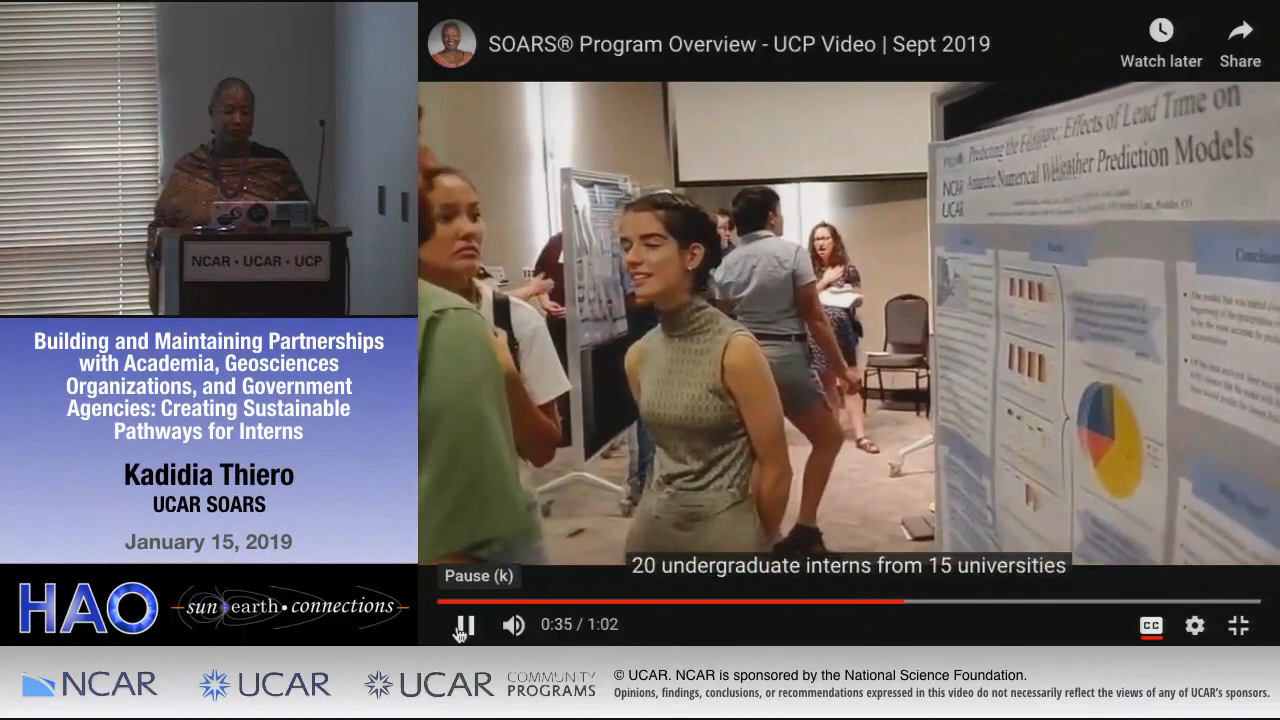 SOARS® Program Overview - UCP Video | Sept 2019
Watch later
Share
NCAR • UCAR • UCP
Predicting the Future: Effects of Lead Time on
Antarctic Numerical Weather Prediction Models
NCAR
UCAR
Building and Maintaining Partnerships
with Academia, Geosciences
Organizations, and Government
Agencies: Creating Sustainable
Pathways for Interns
Kadidia Thiero
UCAR SOARS
January 15, 2019
HAO
sun • earth • connections
20 undergraduate interns from 15 universities
Pause (k)
0:35 / 1:02
CC
NCAR
UCAR
UCAR
COMMUNITY
PROGRAMS
© UCAR. NCAR is sponsored by the National Science Foundation.
Opinions, findings, conclusions, or recommendations expressed in this video do not necessarily reflect the views of any of UCAR's sponsors.